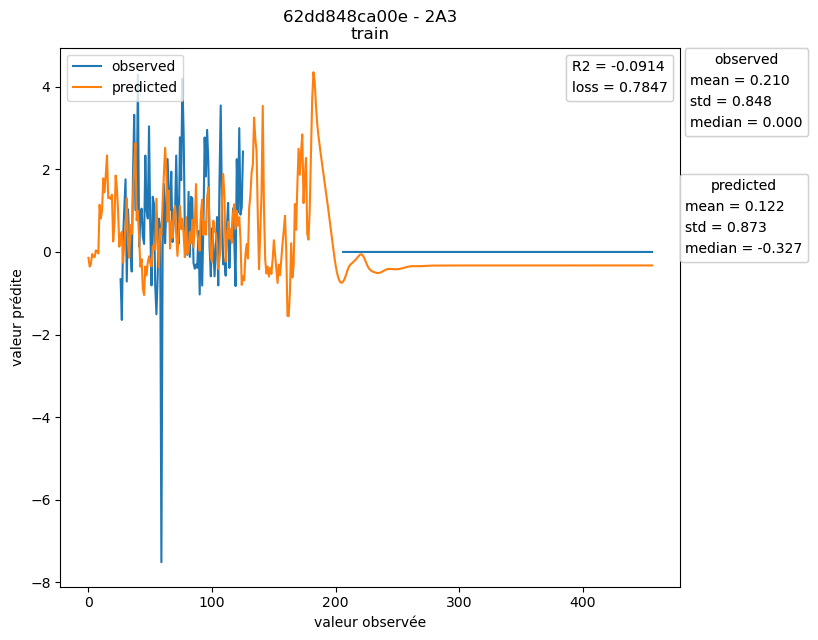 62dd848ca00e - 2A3
train
observed
predicted
R2 = -0.0914
loss = 0.7847
observed
mean = 0.210
std = 0.848
median = 0.000
predicted
mean = 0.122
std = 0.873
median = -0.327
valeur prédite
4
2
0
−2
−4
−6
−8
0 100 200 300 400
valeur observée